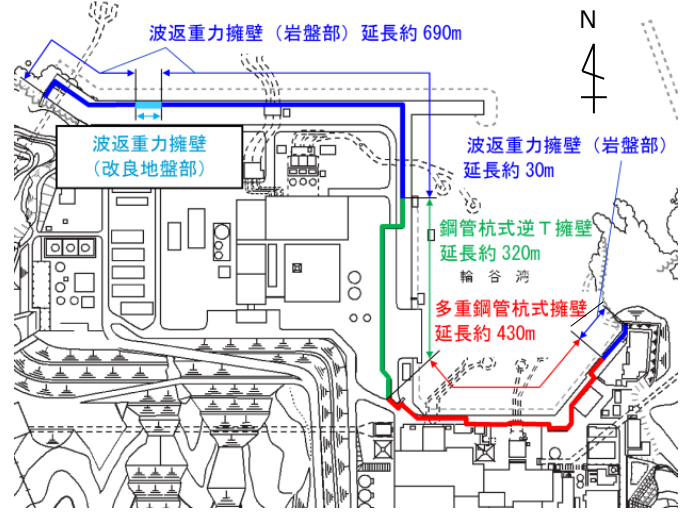 波返重力擁壁（岩盤部）延長約 690m
N
波返重力擁壁
（改良地盤部）
波返重力擁壁（岩盤部）
延長約 30m
鋼管杭式逆Ｔ擁壁
延長約 320m
輪谷湾
多重鋼管杭式擁壁
延長約 430m